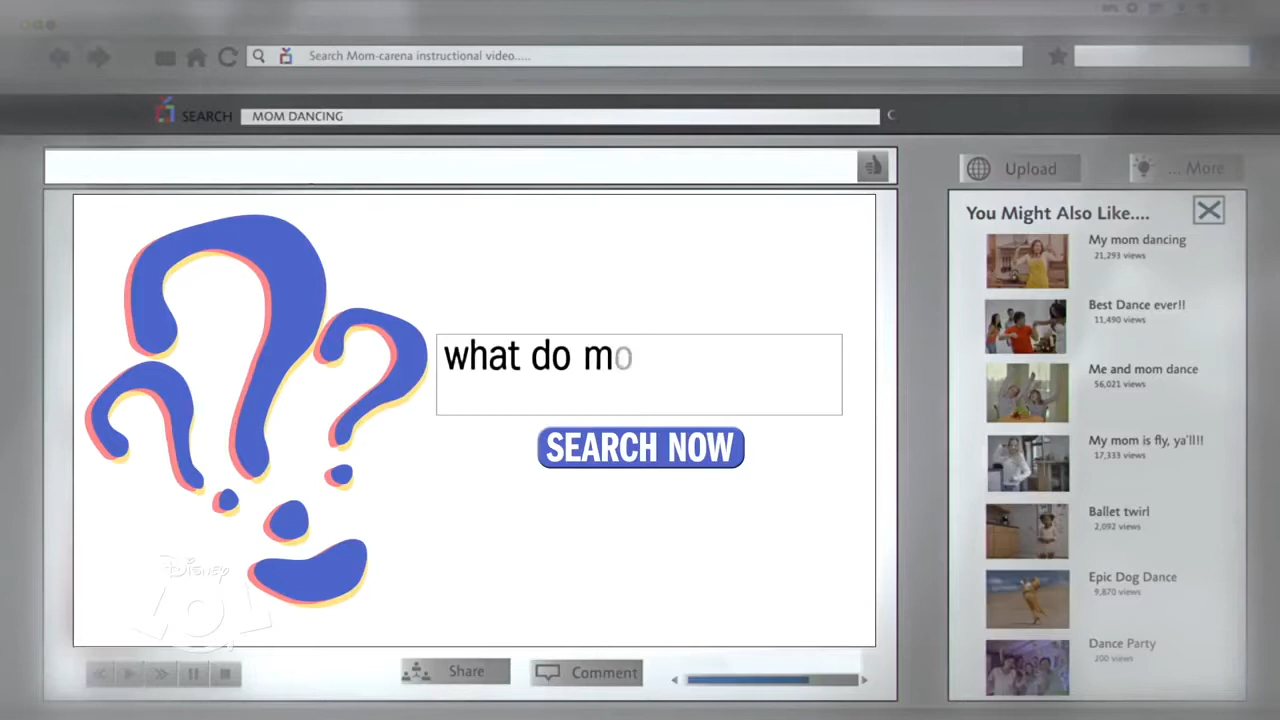 Search Mom-carena instructional video.....
SEARCH
MOM DANCING
Upload
... More
You Might Also Like....
My mom dancing
21,293 views
Best Dance ever!!
11,490 views
Me and mom dance
56,021 views
My mom is fly, ya'll!!
17,333 views
Ballet twirl
2,092 views
Epic Dog Dance
9,870 views
Dance Party
200 views
what do mo
SEARCH NOW
Disney
LOL
Share
Comment